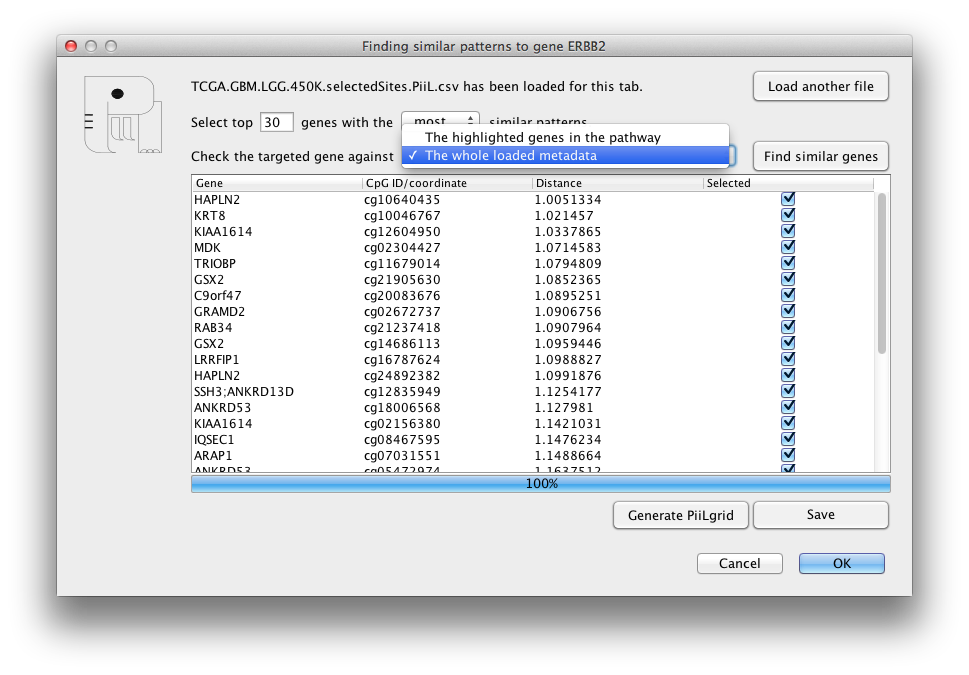 Finding similar patterns to gene ERBB2
TCGA.GBM.LGG.450K.selectedSites.PiiL.csv has been loaded for this tab.
Load another file
Select top 30 genes with the most similar patterns
The highlighted genes in the pathway
Check the targeted gene against ✓ The whole loaded metadata
Find similar genes
Gene CpG ID/coordinate Distance Selected
HAPLN2 cg10640435 1.0051334
KRT8 cg10046767 1.021457
KIAA1614 cg12604950 1.0337865
MDK cg02304427 1.0714583
TRIOBP cg11679014 1.0794809
GSX2 cg21905630 1.0852365
C9orf47 cg20083676 1.0895251
GRAMD2 cg02672737 1.0906756
RAB34 cg21237418 1.0907964
GSX2 cg14686113 1.0959446
LRRFIP1 cg16787624 1.0988827
HAPLN2 cg24892382 1.0991876
SSH3;ANKRD13D cg12835949 1.1254177
ANKRD53 cg18006568 1.127981
KIAA1614 cg02156380 1.1421031
IQSEC1 cg08467595 1.1476234
ARAP1 cg07031551 1.1488664
ANKRD53 cg05472974 1.1637512
100%
Generate PiiLgrid
Save
Cancel
OK